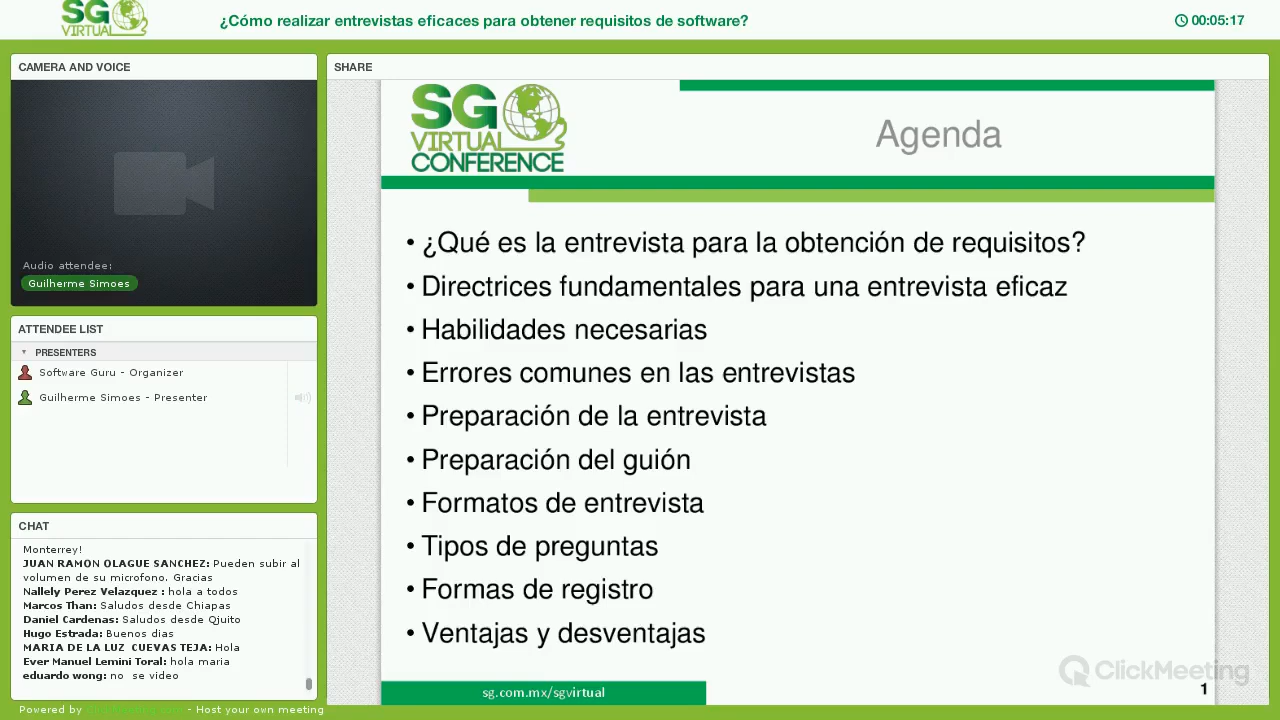 SG
VIRTUAL
¿Cómo realizar entrevistas eficaces para obtener requisitos de software?
00:05:17
CAMERA AND VOICE
Audio attendee:
Guilherme Simoes
ATTENDEE LIST
PRESENTERS
Software Guru - Organizer
Guilherme Simoes - Presenter
CHAT
Monterrey!
JUAN RAMON OLAGUE SANCHEZ: Pueden subir al
volumen de su microfono. Gracias
Nallely Perez Velazquez : hola a todos
Marcos Than: Saludos desde Chiapas
Daniel Cardenas: Saludos desde Qjuito
Hugo Estrada: Buenos dias
MARIA DE LA LUZ CUEVAS TEJA: Hola
Ever Manuel Lemini Toral: hola maria
eduardo wong: no se video
Powered by ClickMeeting.com - Host your own meeting
SHARE
SG
VIRTUAL
CONFERENCE
Agenda
• ¿Qué es la entrevista para la obtención de requisitos?
• Directrices fundamentales para una entrevista eficaz
• Habilidades necesarias
• Errores comunes en las entrevistas
• Preparación de la entrevista
• Preparación del guión
• Formatos de entrevista
• Tipos de preguntas
• Formas de registro
• Ventajas y desventajas
sg.com.mx/sgvirtual
ClickMeeting
1